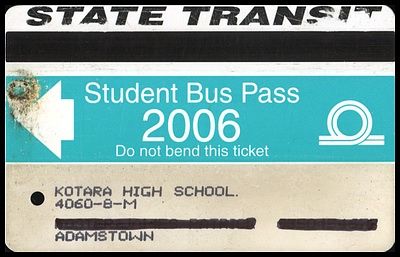 STATE TRANSIT
Student Bus Pass
2006
Do not bend this ticket
KOTARA HIGH SCHOOL.
4060-8-M
ADAMSTOWN